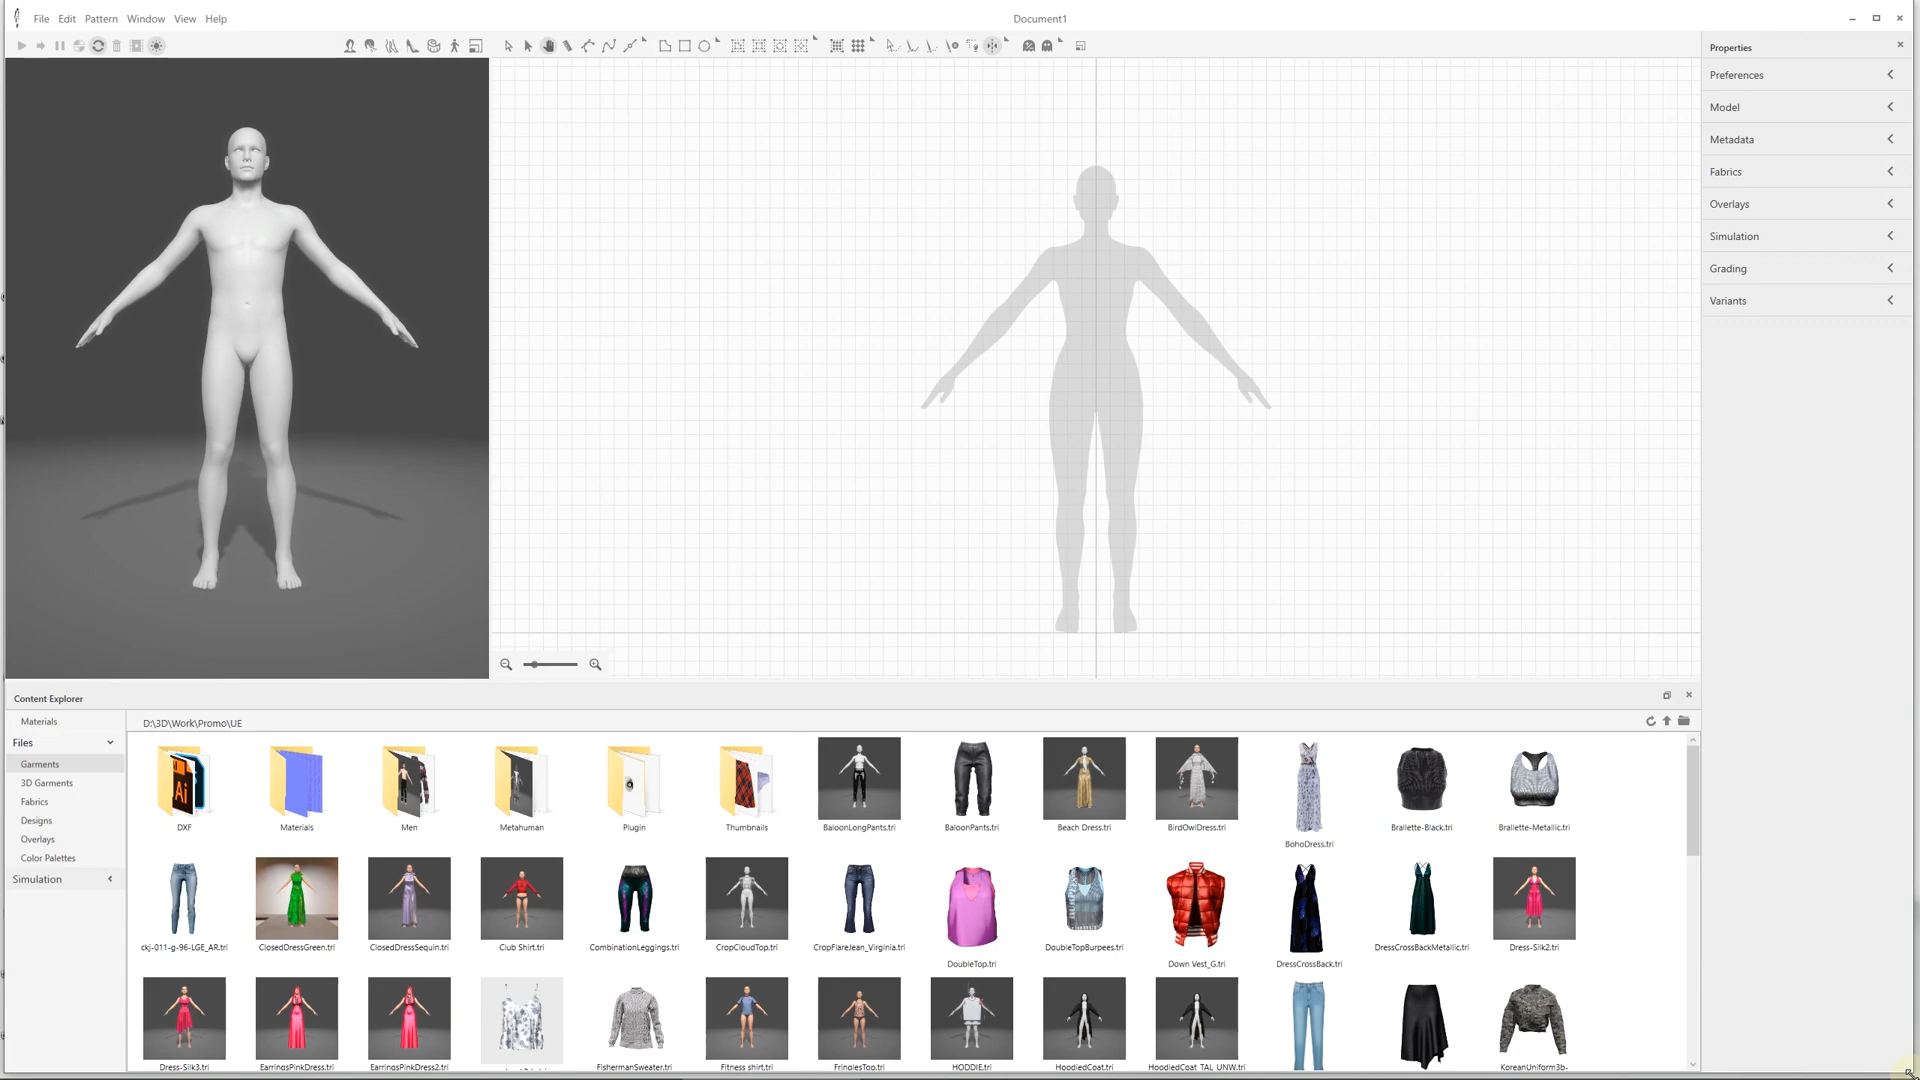 File Edit Pattern Window View Help
Document1
Properties
Preferences
Model
Metadata
Fabrics
Overlays
Simulation
Grading
Variants
Content Explorer
Materials
Files
Garments
3D Garments
Fabrics
Designs
Overlays
Color Palettes
Simulation
D:\3D\Work\Promo\UE
Ai
DXF Materials Men Metahuman Plugin Thumbnails BaloonLongPants.tri BaloonPants.tri Beach Dress.tri BirdOwlDress.tri BohoDress.tri Brallette-Black.tri Brallette-Metallic.tri
ckj-011-g-96-LGE_AR.tri ClosedDressGreen.tri ClosedDressSequin.tri Club Shirt.tri CombinationLeggings.tri CropCloudTop.tri CropFlareJean_Virginia.tri DoubleTop.tri DoubleTopBurpees.tri Down Vest_G.tri DressCrossBack.tri DressCrossBackMetallic.tri Dress-Silk2.tri
Dress-Silk3.tri EarringsPinkDress.tri EarringsPinkDress2.tri FishermanSweater.tri Fitness shirt.tri FringlesTop.tri HODDIE.tri HoodiedCoat.tri HoodiedCoat_TAL_UNW.tri KoreanUniform3b-